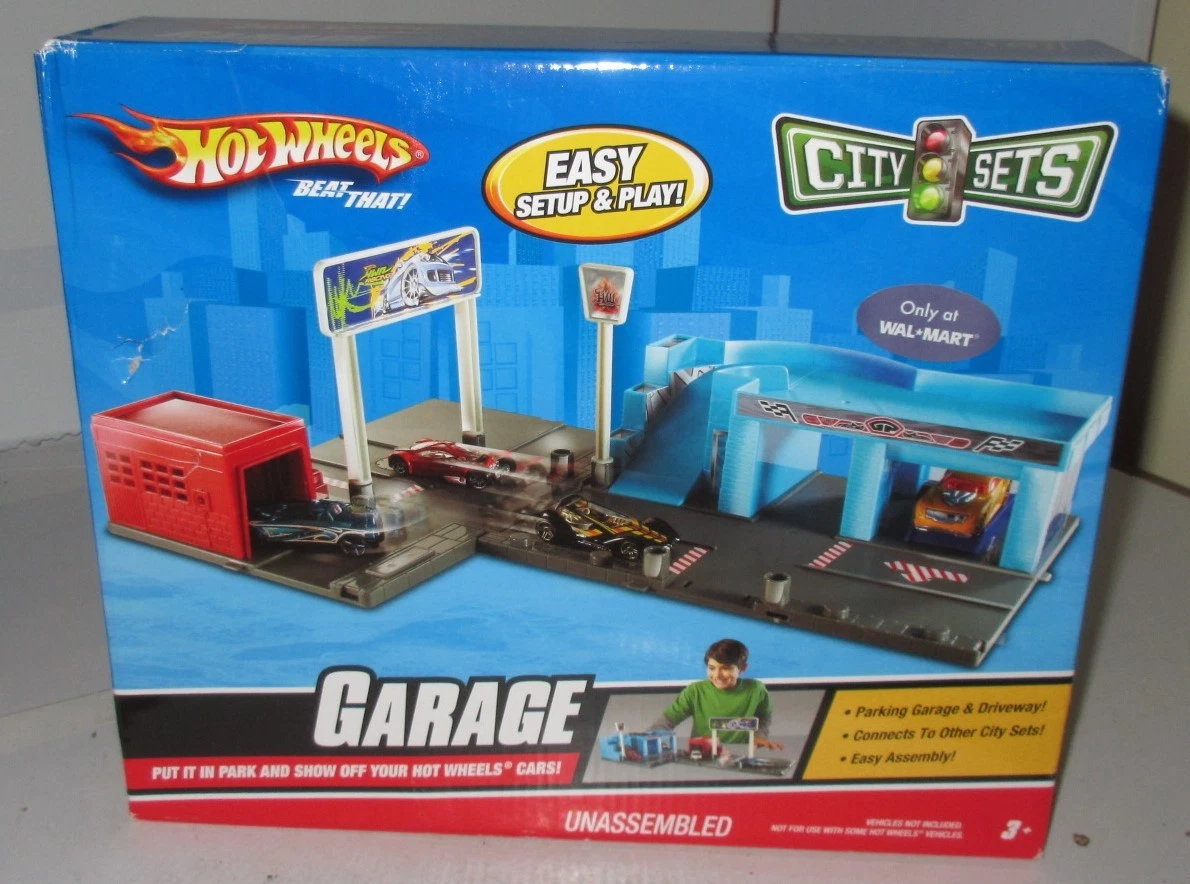 HOT WHEELS®
BEAT THAT!
EASY
SETUP & PLAY!
CITY SETS
Only at
WAL★MART®
GARAGE
PUT IT IN PARK AND SHOW OFF YOUR HOT WHEELS® CARS!
• Parking Garage & Driveway!
• Connects To Other City Sets!
• Easy Assembly!
UNASSEMBLED
VEHICLES NOT INCLUDED.
NOT FOR USE WITH SOME HOT WHEELS™ VEHICLES.
3+